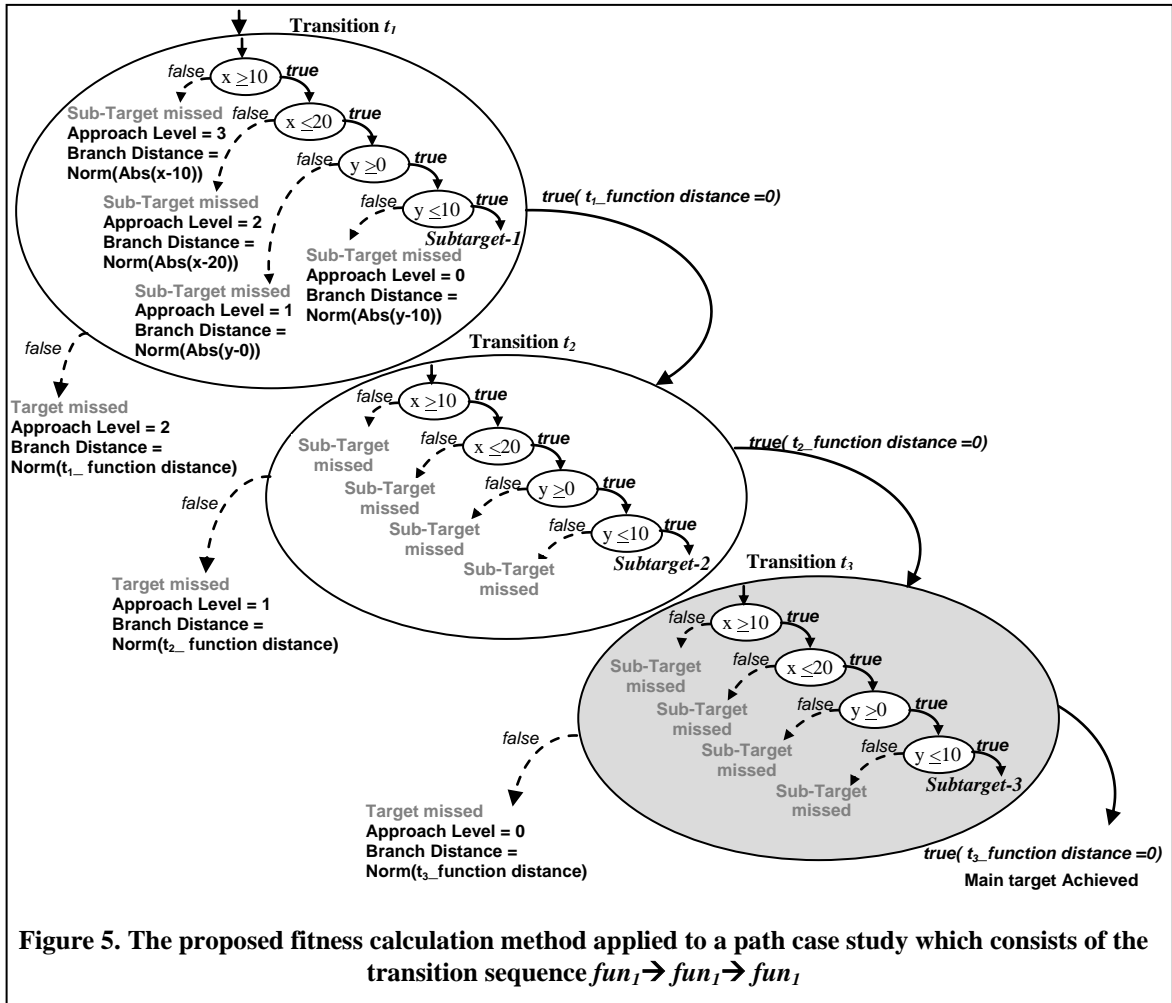 Transition t1
false
x ≥10
true
Sub-Target missed
Approach Level = 3
Branch Distance =
Norm(Abs(x-10))
false
x ≤20
true
Sub-Target missed
Approach Level = 2
Branch Distance =
Norm(Abs(x-20))
false
y ≥0
true
Sub-Target missed
Approach Level = 1
Branch Distance =
Norm(Abs(y-0))
false
y ≤10
true
Subtarget-1
Sub-Target missed
Approach Level = 0
Branch Distance =
Norm(Abs(y-10))
true( t1_function distance =0)
false
Target missed
Approach Level = 2
Branch Distance =
Norm(t1_ function distance)
Transition t2
false
x ≥10
true
Sub-Target
missed
false
x ≤20
true
Sub-Target
missed
false
y ≥0
true
Sub-Target
missed
false
y ≤10
true
Subtarget-2
Sub-Target
missed
true( t2_function distance =0)
false
Target missed
Approach Level = 1
Branch Distance =
Norm(t2_ function distance)
Transition t3
false
x ≥10
true
Sub-Target
missed
false
x ≤20
true
Sub-Target
missed
false
y ≥0
true
Sub-Target
missed
false
y ≤10
true
Subtarget-3
Sub-Target
missed
false
Target missed
Approach Level = 0
Branch Distance =
Norm(t3_function distance)
true( t3_function distance =0)
Main target Achieved
Figure 5. The proposed fitness calculation method applied to a path case study which consists of the
transition sequence fun1→ fun1→ fun1